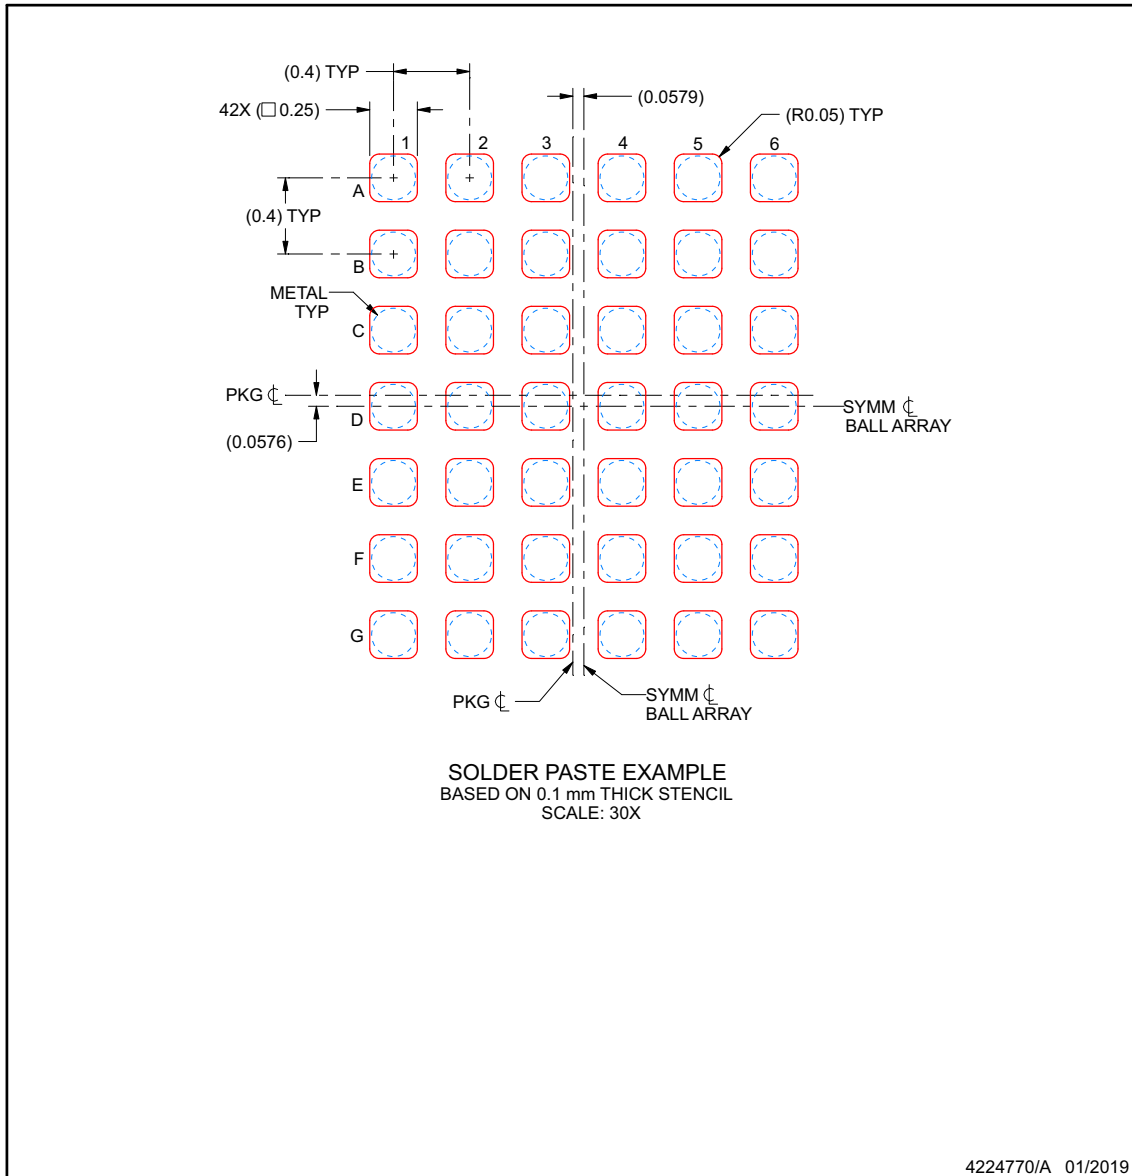 (0.4) TYP
(0.0579)
42X (□ 0.25)
(R0.05) TYP
1 2 3 4 5 6
A
(0.4) TYP
B
METAL
TYP
C
PKG ℄
SYMM ℄
BALL ARRAY
D
(0.0576)
E
F
G
PKG ℄
SYMM ℄
BALL ARRAY
SOLDER PASTE EXAMPLE
BASED ON 0.1 mm THICK STENCIL
SCALE: 30X
4224770/A 01/2019